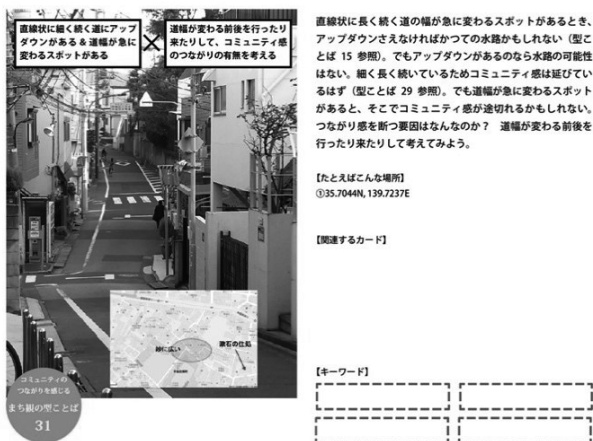 直線状に細く続く道にアップ
ダウンがある & 道幅が急に
変わるスポットがある
×
道幅が変わる前後を行ったり
来たりして、コミュニティ感
のつながりの有無を考える
急に広い
漱石の住処
コミュニティの
つながりを感じる
まち観の型ことば
31
直線状に長く続く道の幅が急に変わるスポットがあるとき、
アップダウンさえなければかつての水路かもしれない（型こ
とば 15 参照）。でもアップダウンがあるのなら水路の可能性
はない。細く長く続いているためコミュニティ感は延びてい
るはず（型ことば 29 参照）。でも道幅が急に変わるスポット
があると、そこでコミュニティ感が途切れるかもしれない。
つながり感を断つ要因はなんなのか？　道幅が変わる前後を
行ったり来たりして考えてみよう。
【たとえばこんな場所】
①35.7044N, 139.7237E
【関連するカード】
【キーワード】